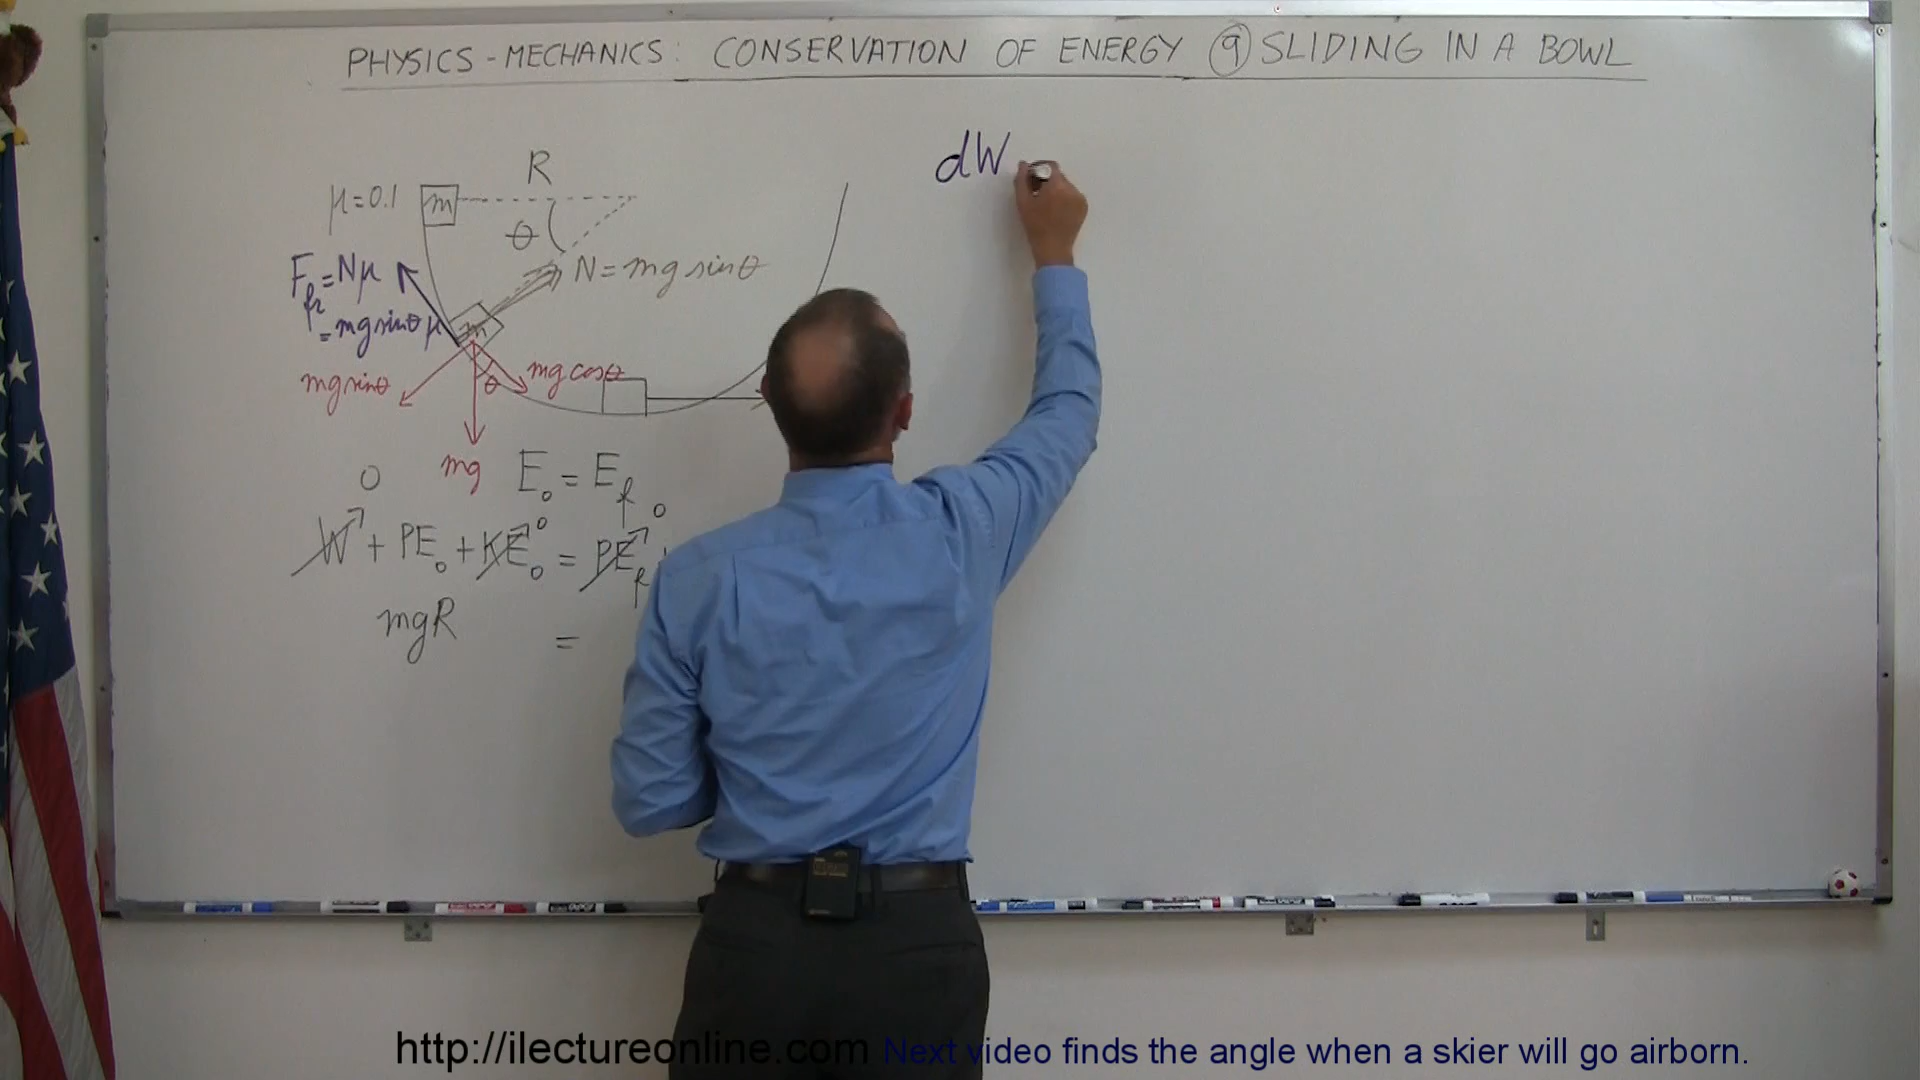 PHYSICS - MECHANICS: CONSERVATION OF ENERGY ⑨ SLIDING IN A BOWL
dW
R
μ=0.1
m
θ
F_fr = Nμ
= mg sinθ μ
N = mg sinθ
m
mg sinθ
θ
mg cosθ
mg
E_o = E_f
0
0
0
W + PE_o + KE_o = PE_f
mgR =
http://ilectureonline.com Next video finds the angle when a skier will go airborn.